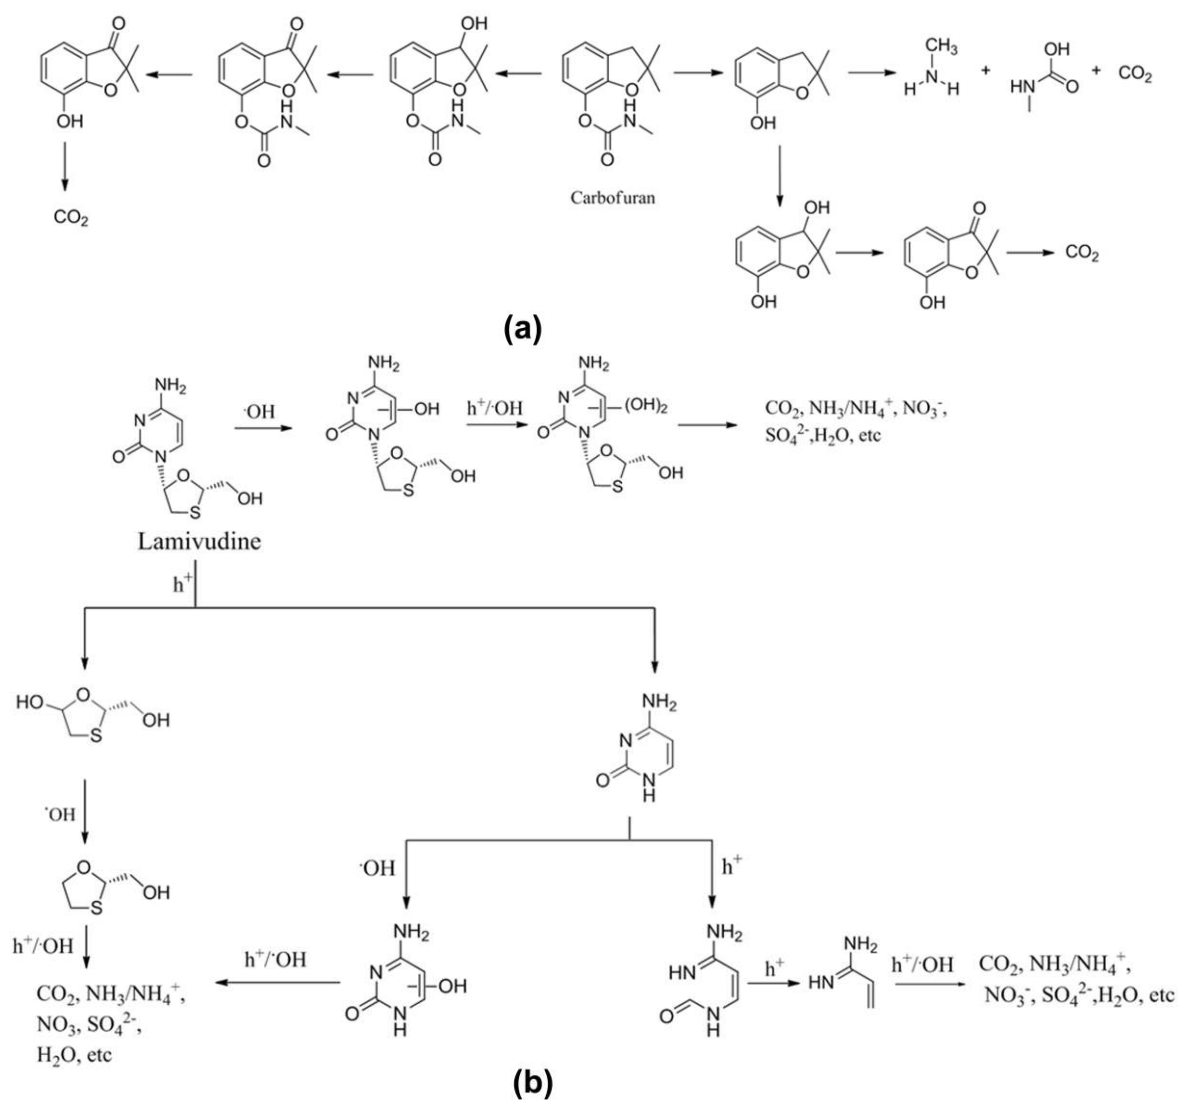 O
O
OH
CO₂
O
O
O
H
N
O
OH
O
O
H
N
O
O
O
H
N
O
Carbofuran
O
OH
CH₃
N
H H
+
OH
HN O
+
CO₂
OH
O
OH
O
O
OH
CO₂
(a)
NH₂
N
O N
O
S
OH
Lamivudine
·OH
NH₂
N
OH
O N
O
S
OH
h⁺/·OH
NH₂
N
(OH)₂
O N
O
S
OH
CO₂, NH₃/NH₄⁺, NO₃⁻,
SO₄²⁻,H₂O, etc
h⁺
HO O
S
OH
·OH
O
S
OH
h⁺/·OH
CO₂, NH₃/NH₄⁺,
NO₃, SO₄²⁻,
H₂O, etc
NH₂
N
O N
H
·OH
h⁺
NH₂
N
OH
O N
H
h⁺/·OH
NH₂
HN
O N
H
h⁺
NH₂
HN
h⁺/·OH
CO₂, NH₃/NH₄⁺,
NO₃⁻, SO₄²⁻,H₂O, etc
(b)